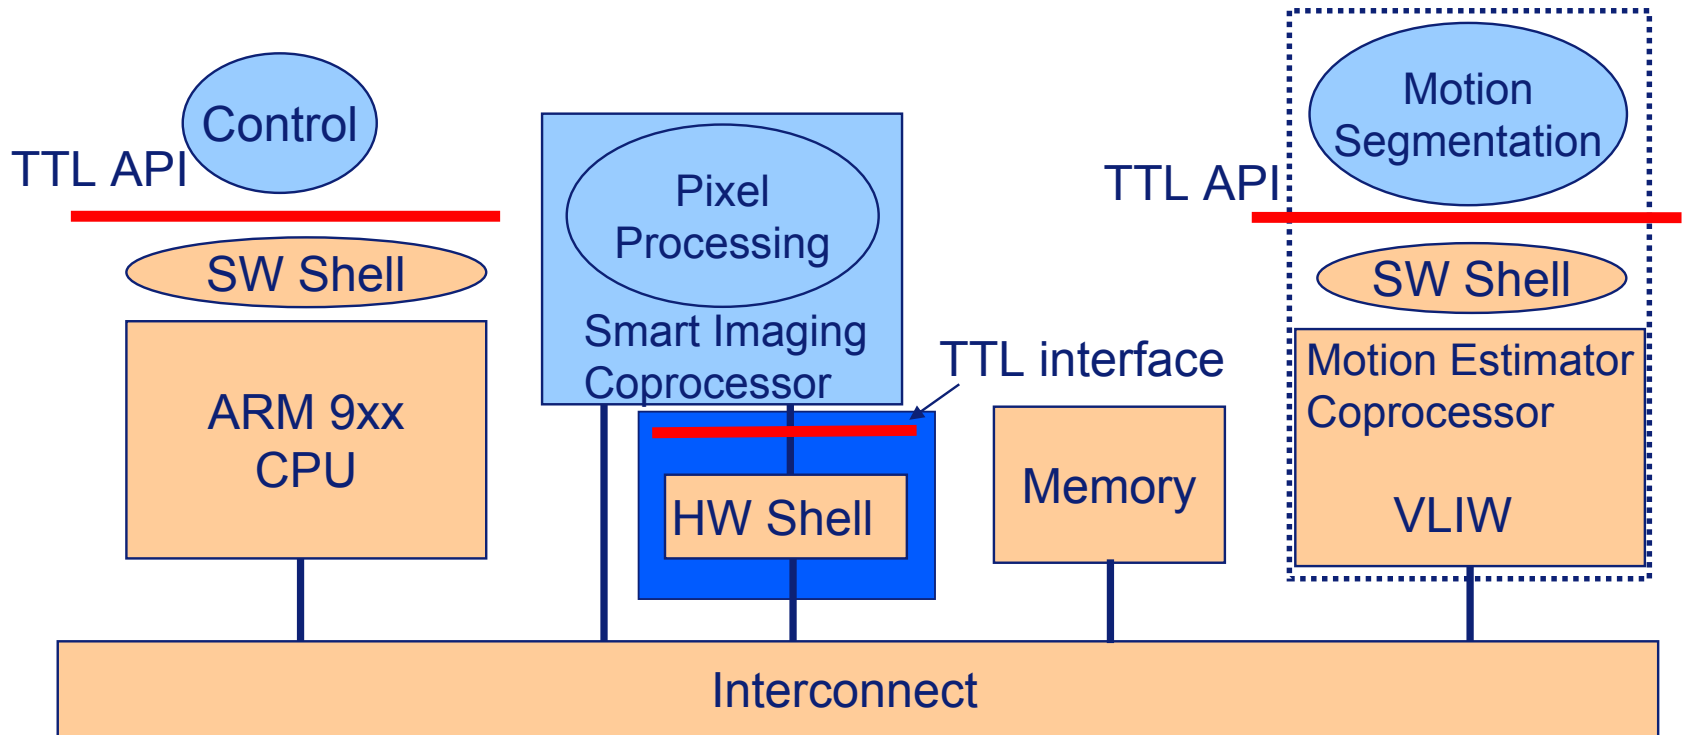 Control
TTL API
SW Shell
ARM 9xx
CPU
Pixel
Processing
Smart Imaging
Coprocessor
TTL interface
HW Shell
Memory
Motion
Segmentation
TTL API
SW Shell
Motion Estimator
Coprocessor
VLIW
Interconnect